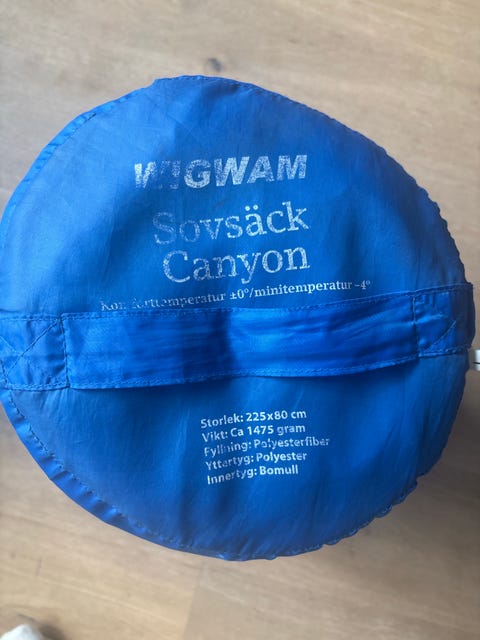 WIGWAM
Sovsäck
Canyon
Komforttemperatur ±0°/minitemperatur -4°
Storlek: 225x80 cm
Vikt: Ca 1475 gram
Fyllning: Polyesterfiber
Yttertyg: Polyester
Innertyg: Bomull